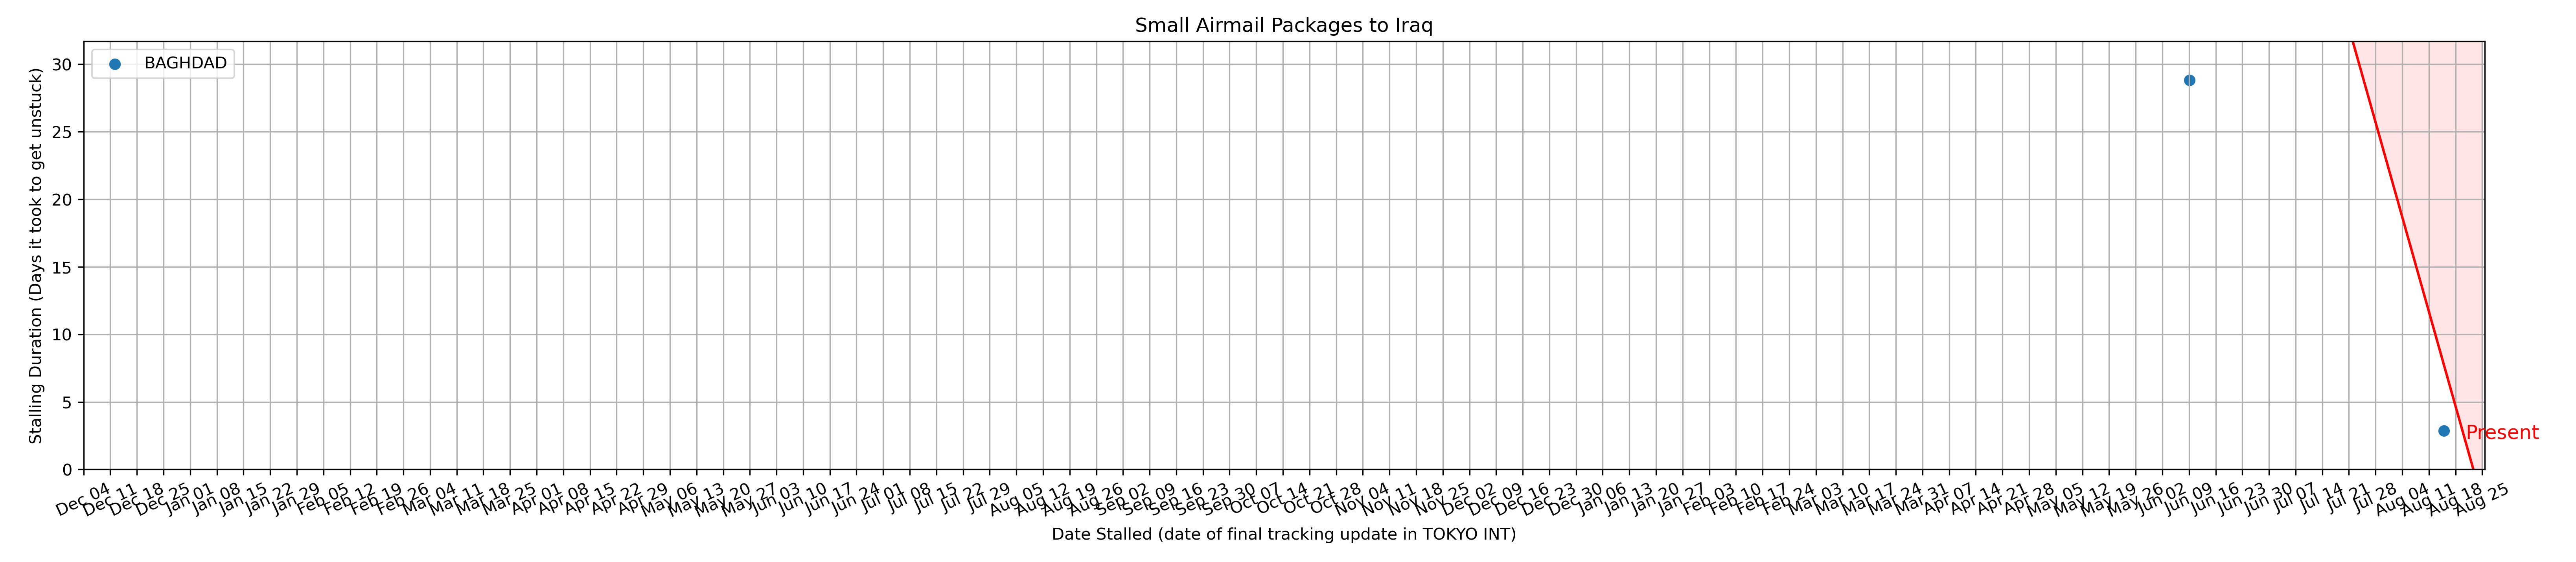 Small Airmail Packages to Iraq
BAGHDAD
Stalling Duration (Days it took to get unstuck)
30
25
20
15
10
5
0
Present
Dec 04
Dec 11
Dec 18
Dec 25
Jan 01
Jan 08
Jan 15
Jan 22
Jan 29
Feb 05
Feb 12
Feb 19
Feb 26
Mar 04
Mar 11
Mar 18
Mar 25
Apr 01
Apr 08
Apr 15
Apr 22
Apr 29
May 06
May 13
May 20
May 27
Jun 03
Jun 10
Jun 17
Jun 24
Jul 01
Jul 08
Jul 15
Jul 22
Jul 29
Aug 05
Aug 12
Aug 19
Aug 26
Sep 02
Sep 09
Sep 16
Sep 23
Sep 30
Oct 07
Oct 14
Oct 21
Oct 28
Nov 04
Nov 11
Nov 18
Nov 25
Dec 02
Dec 09
Dec 16
Dec 23
Dec 30
Jan 06
Jan 13
Jan 20
Jan 27
Feb 03
Feb 10
Feb 17
Feb 24
Mar 03
Mar 10
Mar 17
Mar 24
Mar 31
Apr 07
Apr 14
Apr 21
Apr 28
May 05
May 12
May 19
May 26
Jun 02
Jun 09
Jun 16
Jun 23
Jun 30
Jul 07
Jul 14
Jul 21
Jul 28
Aug 04
Aug 11
Aug 18
Aug 25
Date Stalled (date of final tracking update in TOKYO INT)